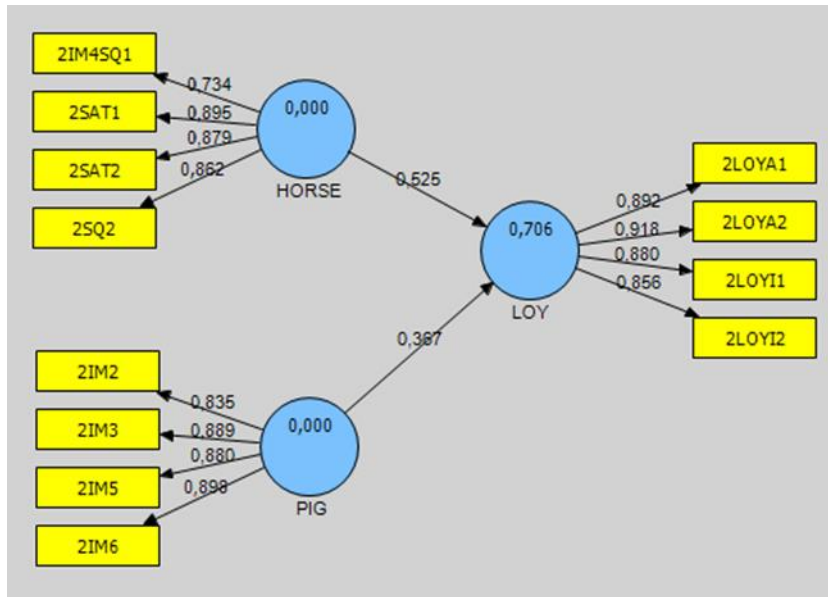 2IM4SQ1
0,734
2SAT1
0,895
2SAT2
0,879
2SQ2
0,862
0,000
HORSE
0,525
2LOYA1
0,892
2LOYA2
0,918
0,706
2LOYI1
0,880
LOY
0,856
2LOYI2
0,367
2IM2
0,835
2IM3
0,889
2IM5
0,880
2IM6
0,898
0,000
PIG